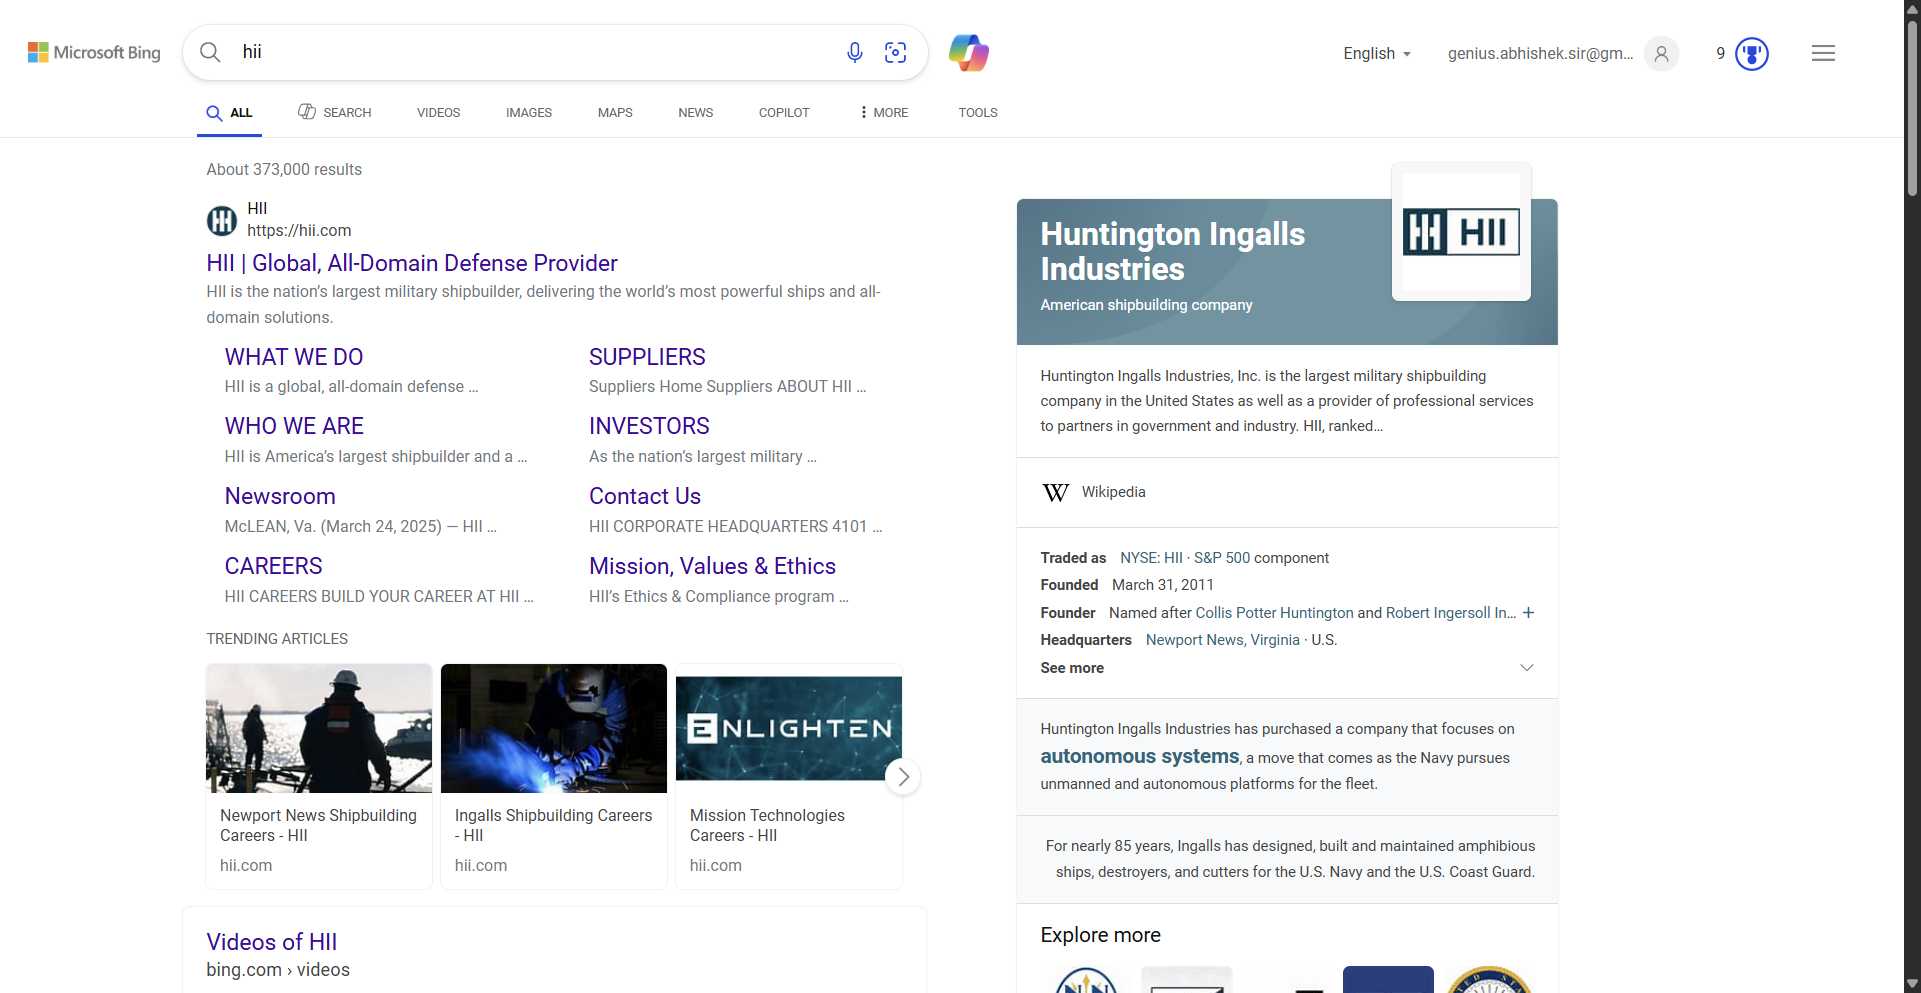 Microsoft Bing
hii
English
genius.abhishek.sir@gm...
9
ALL
SEARCH
VIDEOS
IMAGES
MAPS
NEWS
COPILOT
MORE
TOOLS
About 373,000 results
HII
https://hii.com
HII | Global, All-Domain Defense Provider
HII is the nation's largest military shipbuilder, delivering the world's most powerful ships and all-
domain solutions.
WHAT WE DO
HII is a global, all-domain defense ...
SUPPLIERS
Suppliers Home Suppliers ABOUT HII ...
WHO WE ARE
HII is America's largest shipbuilder and a ...
INVESTORS
As the nation's largest military ...
Newsroom
McLEAN, Va. (March 24, 2025) — HII ...
Contact Us
HII CORPORATE HEADQUARTERS 4101 ...
CAREERS
HII CAREERS BUILD YOUR CAREER AT HII ...
Mission, Values & Ethics
HII's Ethics & Compliance program ...
TRENDING ARTICLES
Newport News Shipbuilding
Careers - HII
hii.com
Ingalls Shipbuilding Careers
- HII
hii.com
ENLIGHTEN
Mission Technologies
Careers - HII
hii.com
Videos of HII
bing.com › videos
Huntington Ingalls
Industries
American shipbuilding company
HII
Huntington Ingalls Industries, Inc. is the largest military shipbuilding
company in the United States as well as a provider of professional services
to partners in government and industry. HII, ranked...
Wikipedia
Traded as NYSE: HII · S&P 500 component
Founded March 31, 2011
Founder Named after Collis Potter Huntington and Robert Ingersoll In... +
Headquarters Newport News, Virginia · U.S.
See more
Huntington Ingalls Industries has purchased a company that focuses on
autonomous systems, a move that comes as the Navy pursues
unmanned and autonomous platforms for the fleet.
For nearly 85 years, Ingalls has designed, built and maintained amphibious
ships, destroyers, and cutters for the U.S. Navy and the U.S. Coast Guard.
Explore more